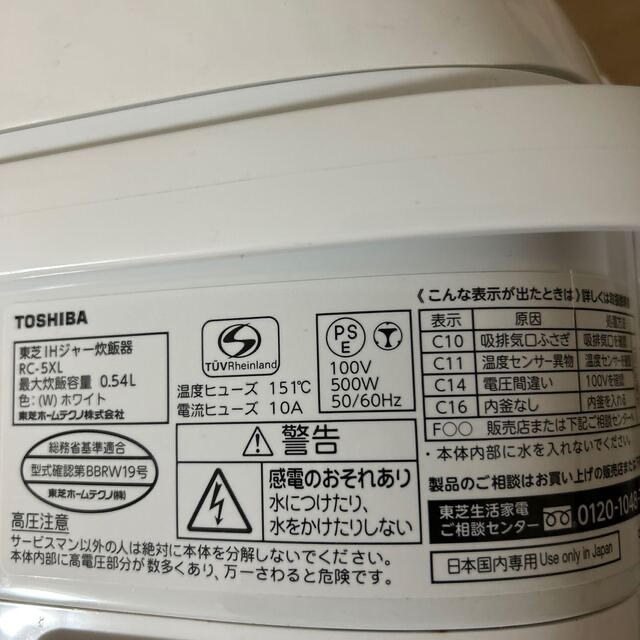 TOSHIBA
東芝IHジャー炊飯器
RC-5XL
最大炊飯容量 0.54L
色:(W) ホワイト
東芝ホームテクノ株式会社
総務省基準適合
型式確認第BBRW19号
東芝ホームテクノ(株)
高圧注意
サービスマン以外の人は絶対に本体を分解しないでください。
本体内部に高電圧部分が数多くあり、万一さわると危険です。
S
TÜVRheinland
温度ヒューズ 151℃
電流ヒューズ 10A
PS
E
100V
500W
50/60Hz
警告
感電のおそれあり
水につけたり、
水をかけたりしない
《こんな表示が出たときは》詳しくは取扱説明
表示 原因 処置方
C10 吸排気口ふさぎ 吸排気口
C11 温度センサー異物 温度セン
C14 電圧間違い 100Vを確認
C16 内釜なし 内釜を入れる
F○○ 販売店または下記ご相談センター
・本体内部に水を入れないでください。
製品のご相談はお買い上げの販売店また
東芝生活家電
ご相談センター
0120-1048
日本国内専用 Use only in Japan